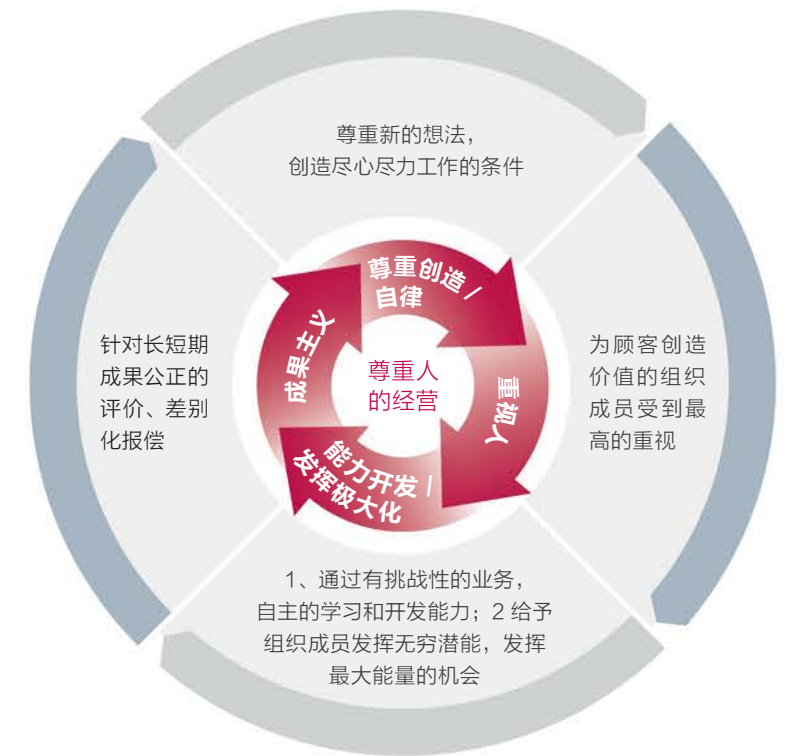 尊重新的想法，
创造尽心尽力工作的条件
尊重创造/
自律
成果主义
尊重人
的经营
重视人
能力开发/
发挥极大化
针对长短期
成果公正的
评价、差别
化报偿
为顾客创造
价值的组织
成员受到最
高的重视
1、通过有挑战性的业务，
自主的学习和开发能力；2 给予
组织成员发挥无穷潜能，发挥
最大能量的机会